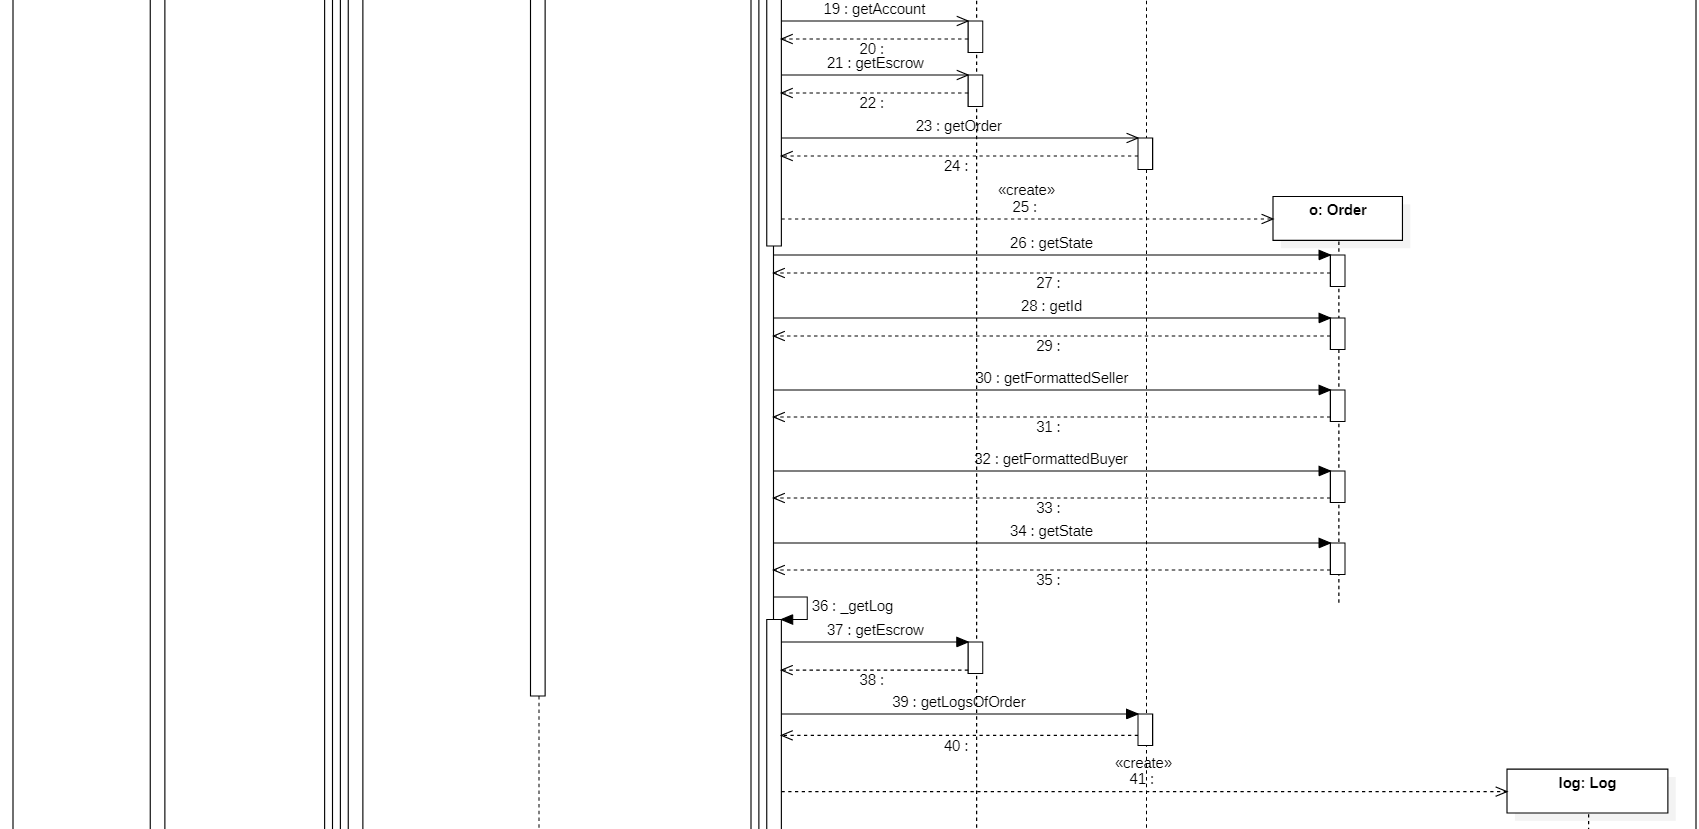 19 : getAccount
20 :
21 : getEscrow
22 :
23 : getOrder
24 :
«create»
25 :
o: Order
26 : getState
27 :
28 : getId
29 :
30 : getFormattedSeller
31 :
32 : getFormattedBuyer
33 :
34 : getState
35 :
36 : _getLog
37 : getEscrow
38 :
39 : getLogsOfOrder
40 :
«create»
41 :
log: Log